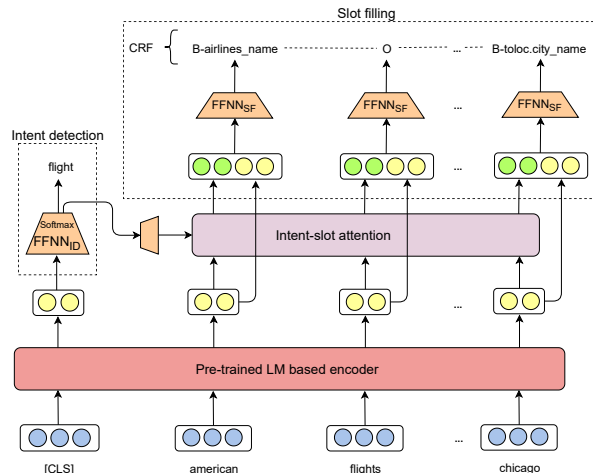 Slot filling
CRF
B-airlines_name
O
...
B-toloc.city_name
FFNN_SF
FFNN_SF
...
FFNN_SF
Intent detection
flight
...
Softmax
FFNN_ID
Intent-slot attention
...
Pre-trained LM based encoder
...
[CLS]
american
flights
...
chicago